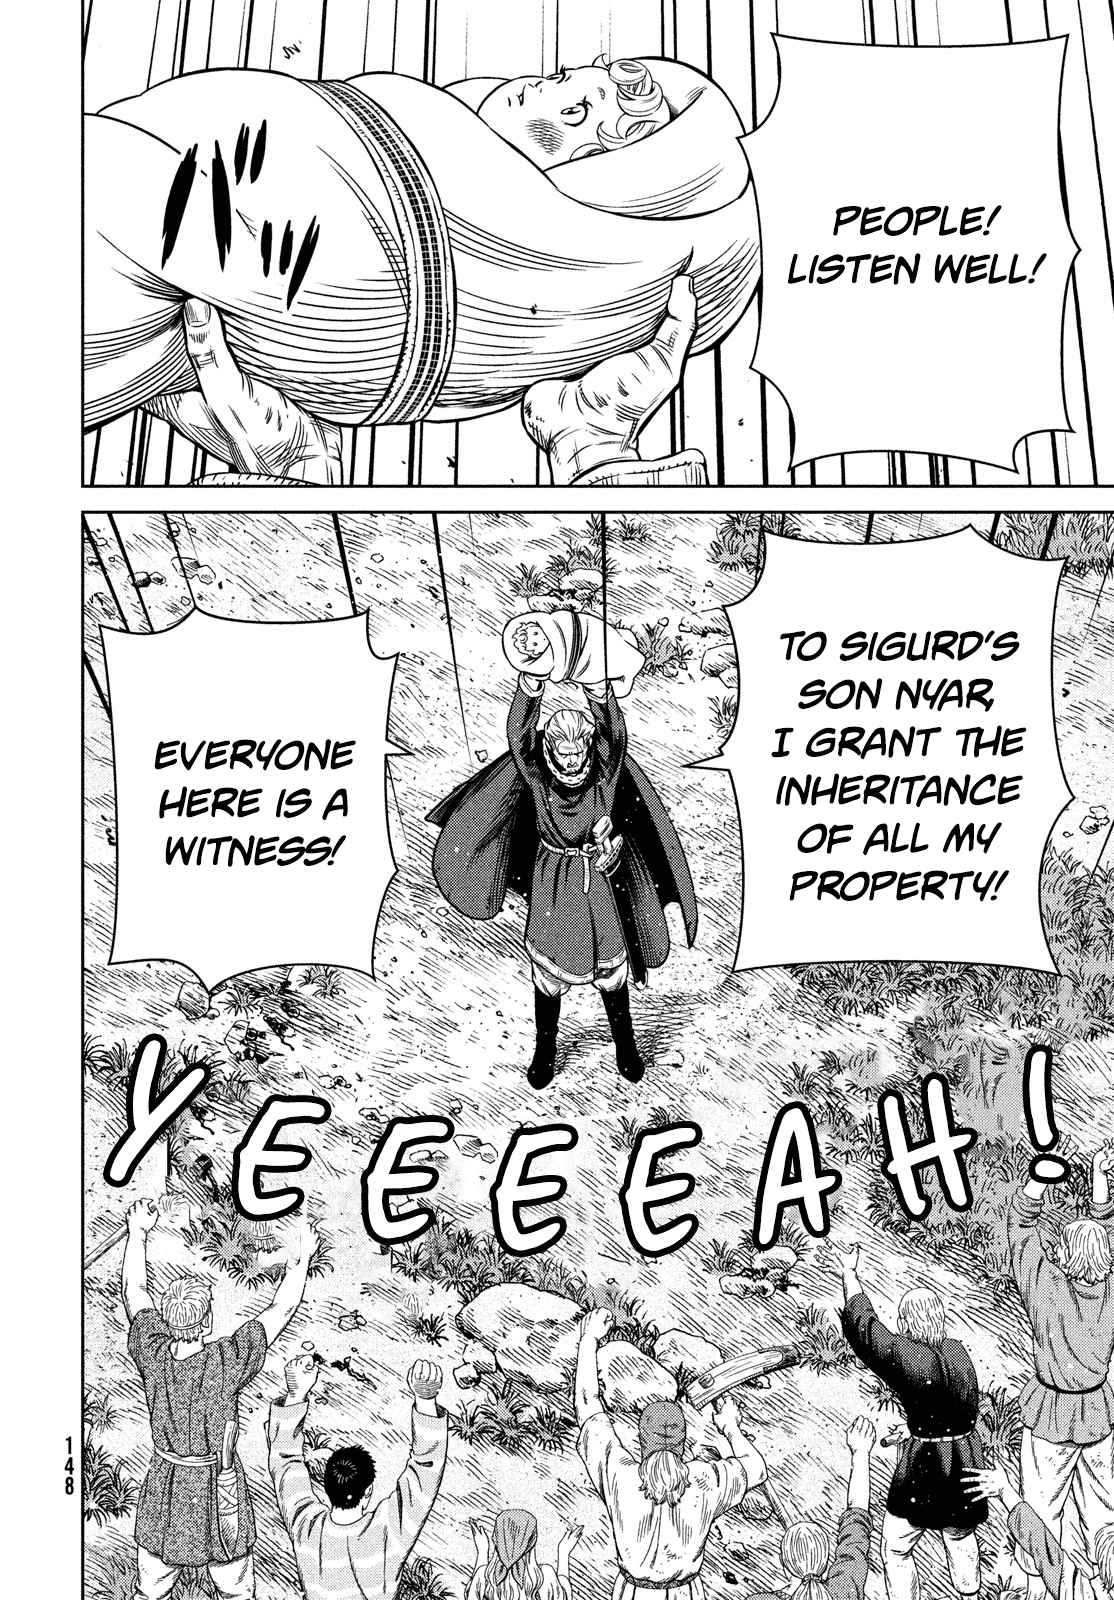 PEOPLE!
LISTEN WELL!
TO SIGURD'S
SON NYAR,
I GRANT THE
INHERITANCE
OF ALL MY
PROPERTY!
EVERYONE
HERE IS A
WITNESS!
YEEEEAH!
148